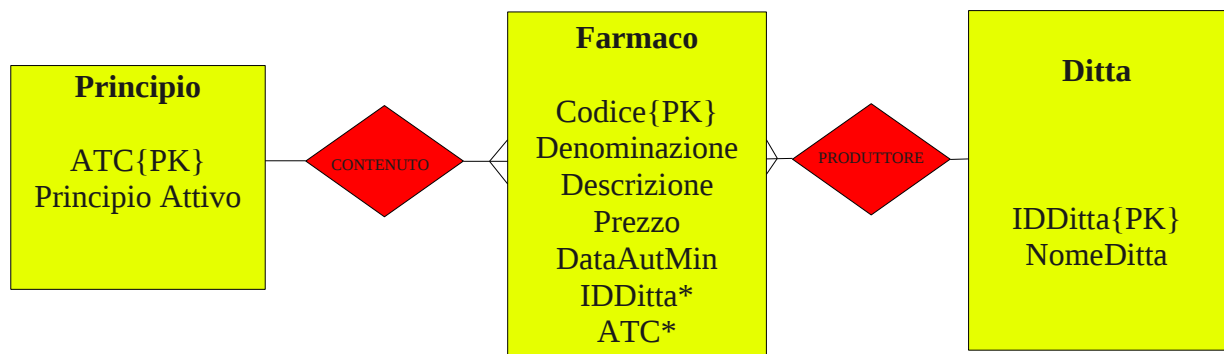 Principio
ATC{PK}
Principio Attivo
CONTENUTO
Farmaco
Codice{PK}
Denominazione
Descrizione
Prezzo
DataAutMin
IDDitta*
ATC*
PRODUTTORE
Ditta
IDDitta{PK}
NomeDitta